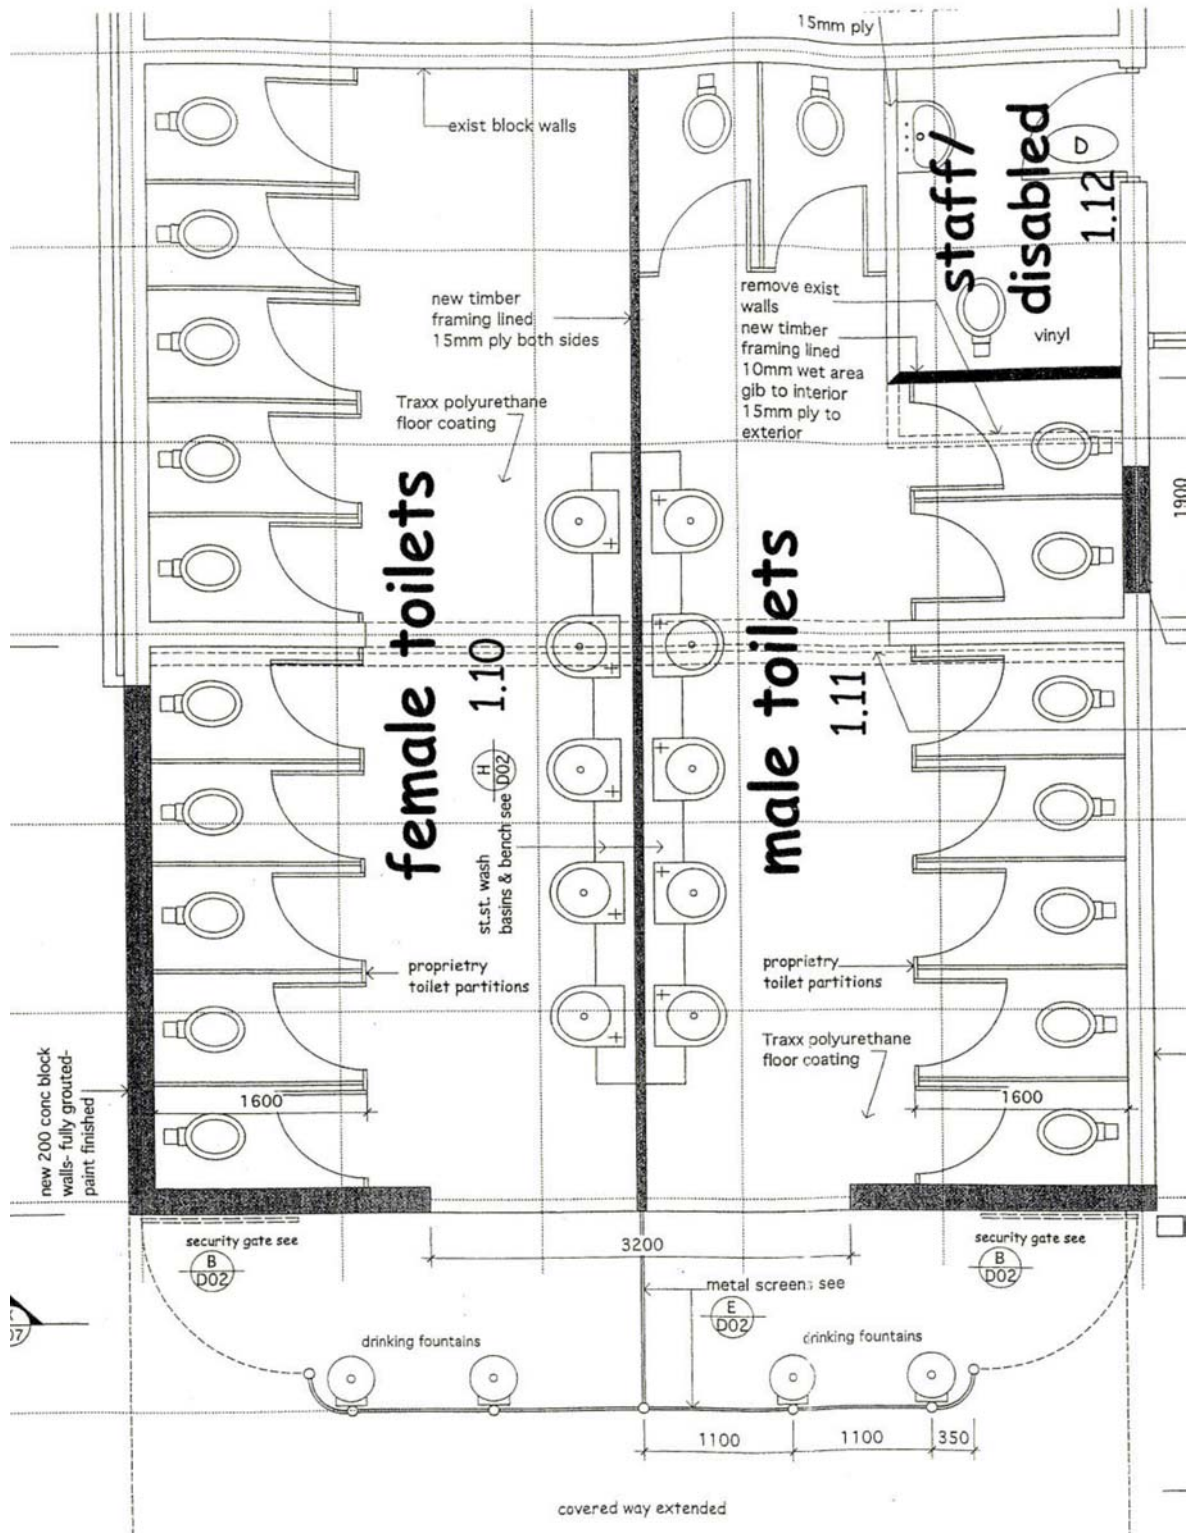 15mm ply
exist block walls
staff/
disabled
1.12
D
new timber
framing lined
15mm ply both sides
remove exist
walls
new timber
framing lined
10mm wet area
gib to interior
15mm ply to
exterior
vinyl
Traxx polyurethane
floor coating
1900
female toilets
1.10
male toilets
1.11
H
D02
st.st. wash
basins & bench see
proprietry
toilet partitions
proprietry
toilet partitions
Traxx polyurethane
floor coating
new 200 conc block
walls- fully grouted-
paint finished
1600
1600
security gate see
B
D02
3200
security gate see
B
D02
metal screens see
E
D02
07
drinking fountains
drinking fountains
1100
1100
350
covered way extended